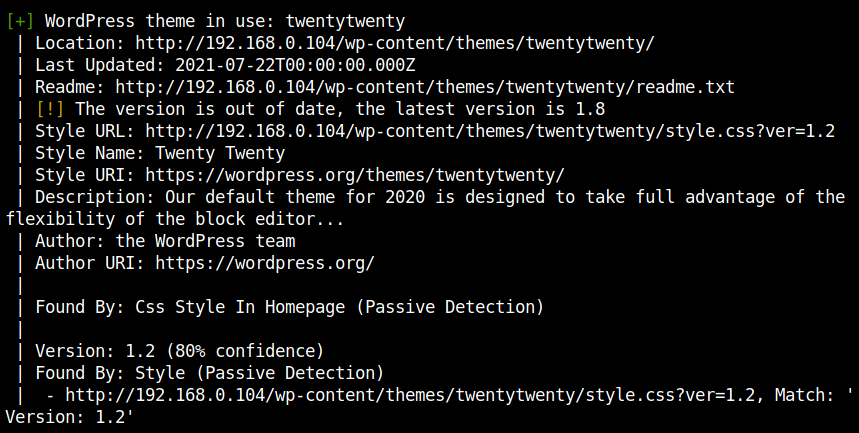 [+] WordPress theme in use: twentytwenty
| Location: http://192.168.0.104/wp-content/themes/twentytwenty/
| Last Updated: 2021-07-22T00:00:00.000Z
| Readme: http://192.168.0.104/wp-content/themes/twentytwenty/readme.txt
| [!] The version is out of date, the latest version is 1.8
| Style URL: http://192.168.0.104/wp-content/themes/twentytwenty/style.css?ver=1.2
| Style Name: Twenty Twenty
| Style URI: https://wordpress.org/themes/twentytwenty/
| Description: Our default theme for 2020 is designed to take full advantage of the
flexibility of the block editor...
| Author: the WordPress team
| Author URI: https://wordpress.org/
|
| Found By: Css Style In Homepage (Passive Detection)
|
| Version: 1.2 (80% confidence)
| Found By: Style (Passive Detection)
|  - http://192.168.0.104/wp-content/themes/twentytwenty/style.css?ver=1.2, Match: '
Version: 1.2'